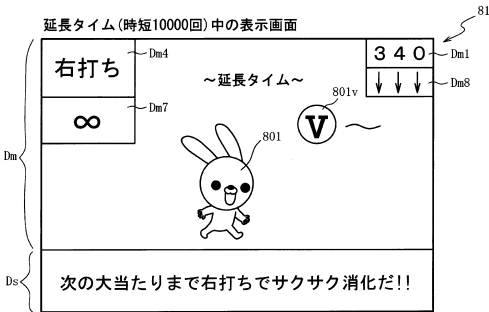 延長タイム(時短10000回)中の表示画面
81
右打ち
Dm4
～延長タイム～
340
Dm1
↓↓↓
Dm8
∞
Dm7
801v
V
Dm
801
Ds
次の大当たりまで右打ちでサクサク消化だ!!